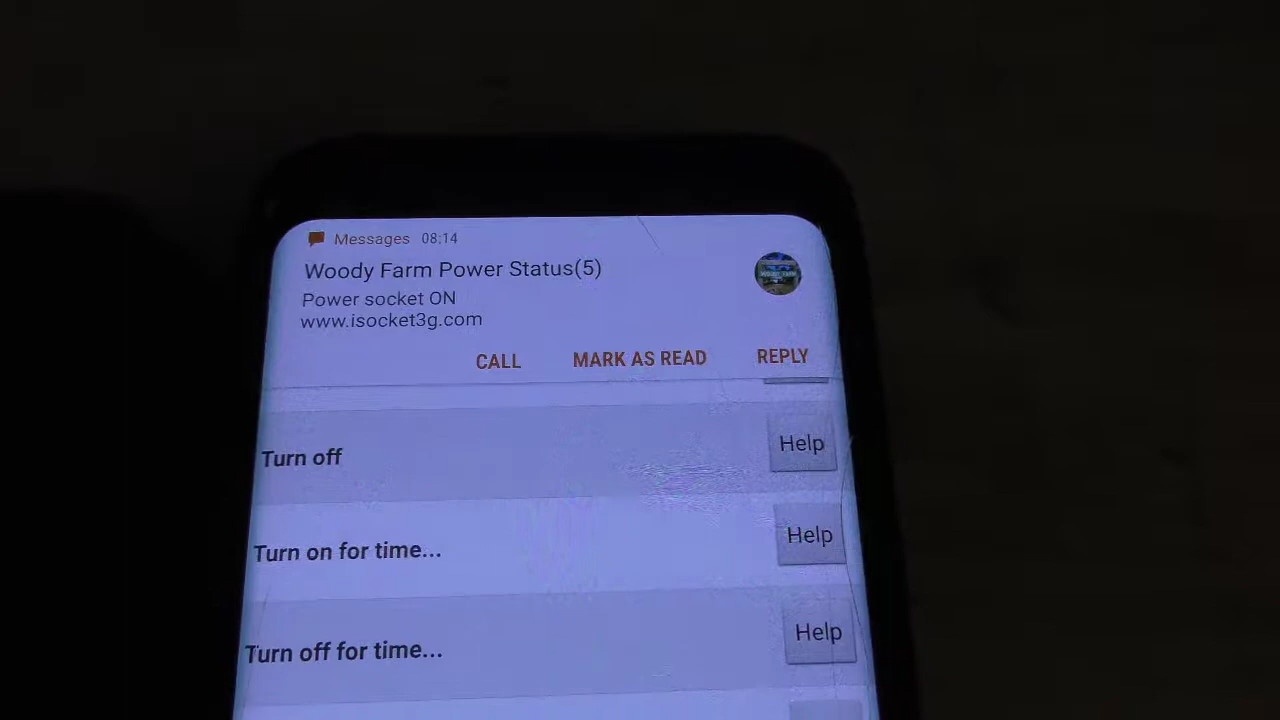 Messages 08:14
Woody Farm Power Status(5)
Power socket ON
www.isocket3g.com
CALL MARK AS READ REPLY
Turn off Help
Turn on for time... Help
Turn off for time... Help